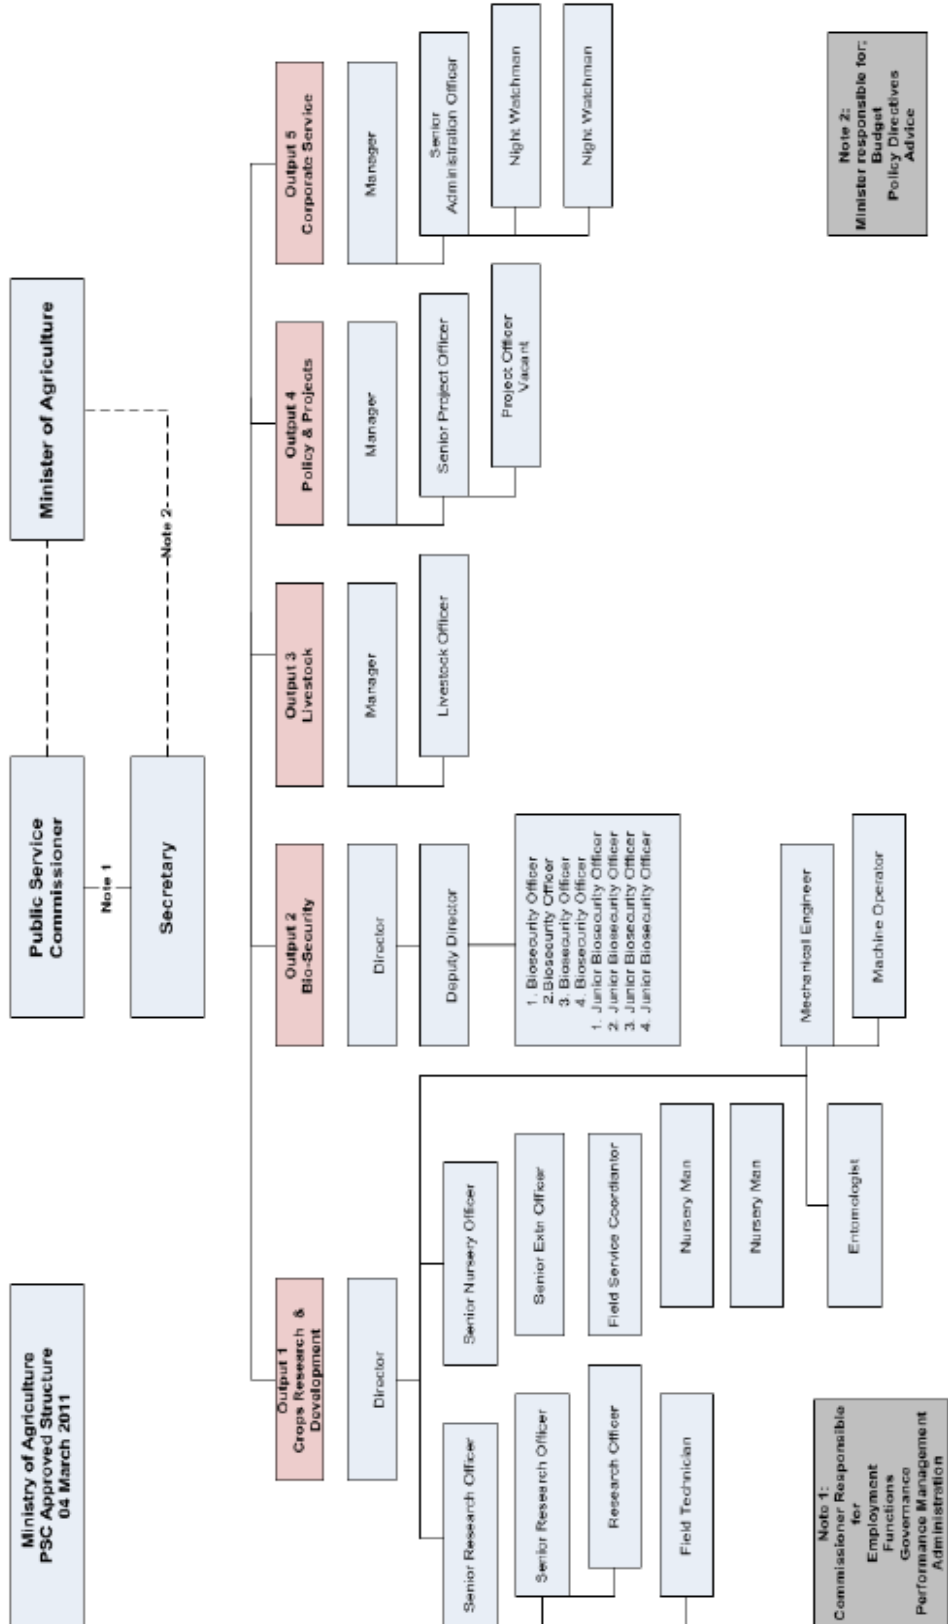 Ministry of Agriculture
PSC Approved Structure
04 March 2011
Public Service
Commissioner
Minister of Agriculture
Note 1
Note 2
Secretary
Output 1
Crops Research &
Development
Director
Senior Research Officer
Senior Research Officer
Research Officer
Field Technician
Senior Nursery Officer
Senior Extn Officer
Field Service Coordiantor
Nursery Man
Nursery Man
Entomologist
Mechanical Engineer
Machine Operator
Output 2
Bio-Security
Director
Deputy Director
1. Biosecurity Officer
2.Biosecurity Officer
3. Biosecurity Officer
4. Biosecurity Officer
1. Junior Biosecurity Officer
2. Junior Biosecurity Officer
3. Junior Biosecurity Officer
4. Junior Biosecurity Officer
Output 3
Livestock
Manager
Livestock Officer
Output 4
Policy & Projects
Manager
Senior Project Officer
Project Officer
Vacant
Output 5
Corporate Service
Manager
Senior
Administration Officer
Night Watchman
Night Watchman
Note 1:
Commissioner Responsible
for
Employment
Functions
Governance
Performance Management
Administration
Note 2:
Minister responsible for;
Budget
Policy Directives
Advice